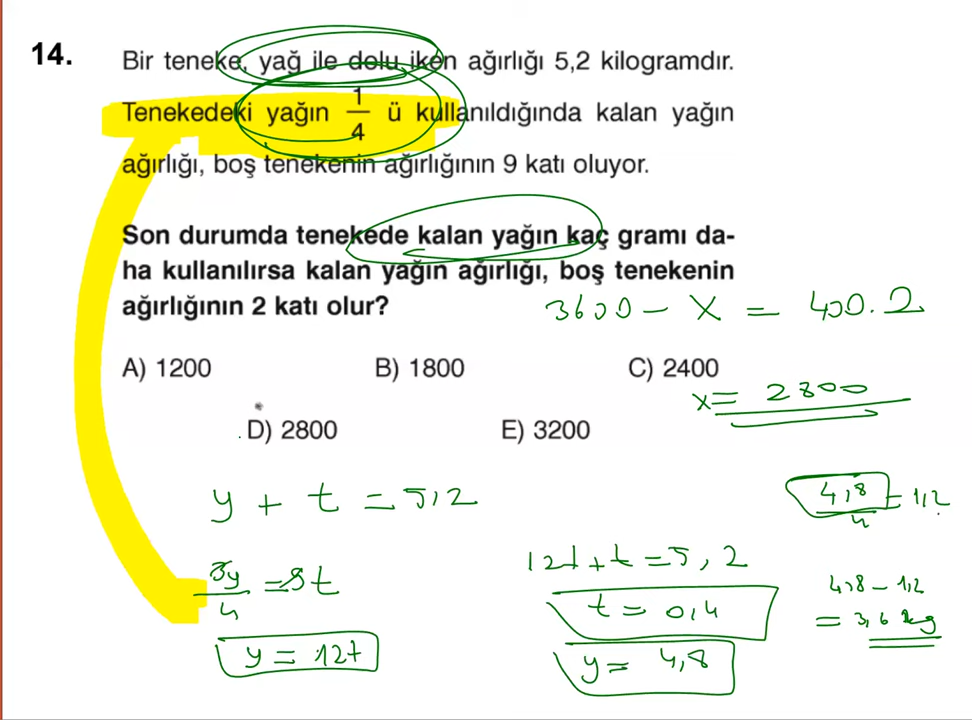 14. Bir teneke, yağ ile dolu iken ağırlığı 5,2 kilogramdır.
Tenekedeki yağın 1/4 ü kullanıldığında kalan yağın
ağırlığı, boş tenekenin ağırlığının 9 katı oluyor.
Son durumda tenekede kalan yağın kaç gramı da-
ha kullanılırsa kalan yağın ağırlığı, boş tenekenin
ağırlığının 2 katı olur?
3600 - x = 400.2
A) 1200 B) 1800 C) 2400
x = 2800
D) 2800 E) 3200
y + t = 5,2
4,8/4 = 1,2
3y/4 = 9t
12t + t = 5,2
4,8 - 1,2
t = 0,4
= 3,6 kg
y = 12t
y = 4,8